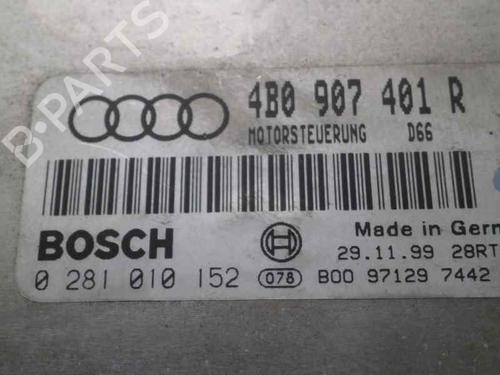 B-PARTS
4B0 907 401 R
MOTORSTEUERUNG D66
BOSCH
Made in Germ
29.11.99 28RT
0 281 010 152 078 B00 97129 7442